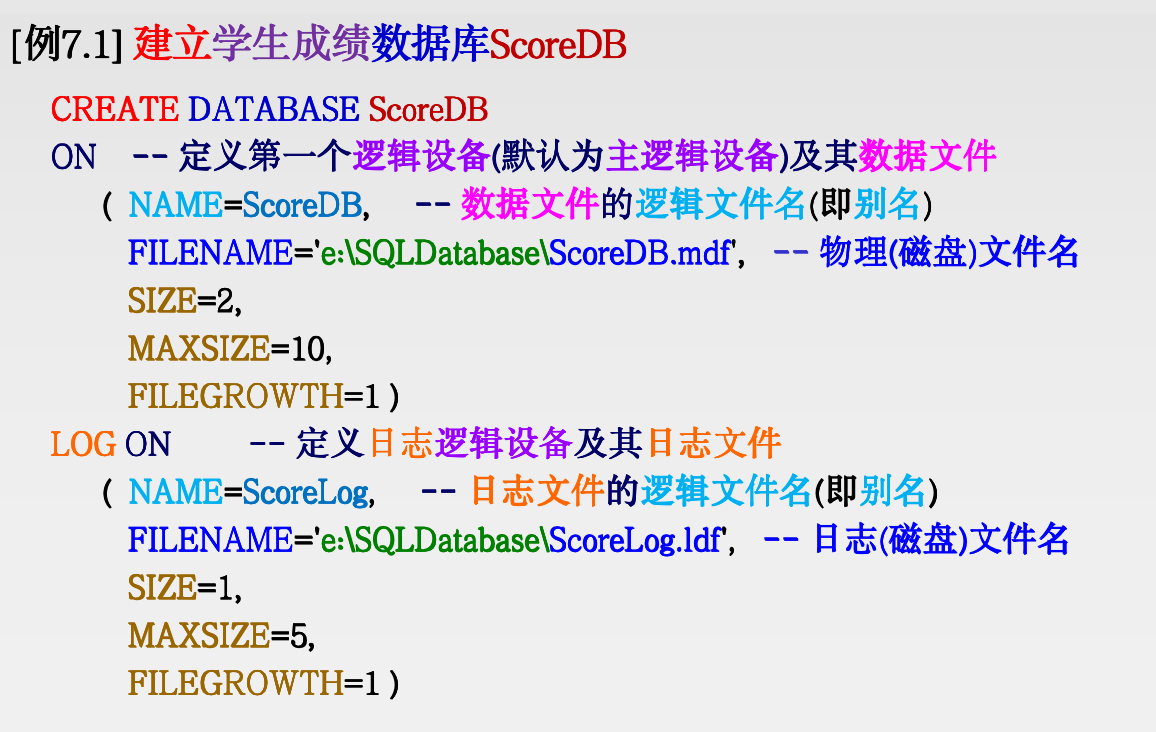 [例7.1] 建立学生成绩数据库ScoreDB
CREATE DATABASE ScoreDB
ON -- 定义第一个逻辑设备(默认为主逻辑设备)及其数据文件
( NAME=ScoreDB, -- 数据文件的逻辑文件名(即别名)
FILENAME='e:\SQLDatabase\ScoreDB.mdf', -- 物理(磁盘)文件名
SIZE=2,
MAXSIZE=10,
FILEGROWTH=1 )
LOG ON -- 定义日志逻辑设备及其日志文件
( NAME=ScoreLog, -- 日志文件的逻辑文件名(即别名)
FILENAME='e:\SQLDatabase\ScoreLog.ldf', -- 日志(磁盘)文件名
SIZE=1,
MAXSIZE=5,
FILEGROWTH=1 )